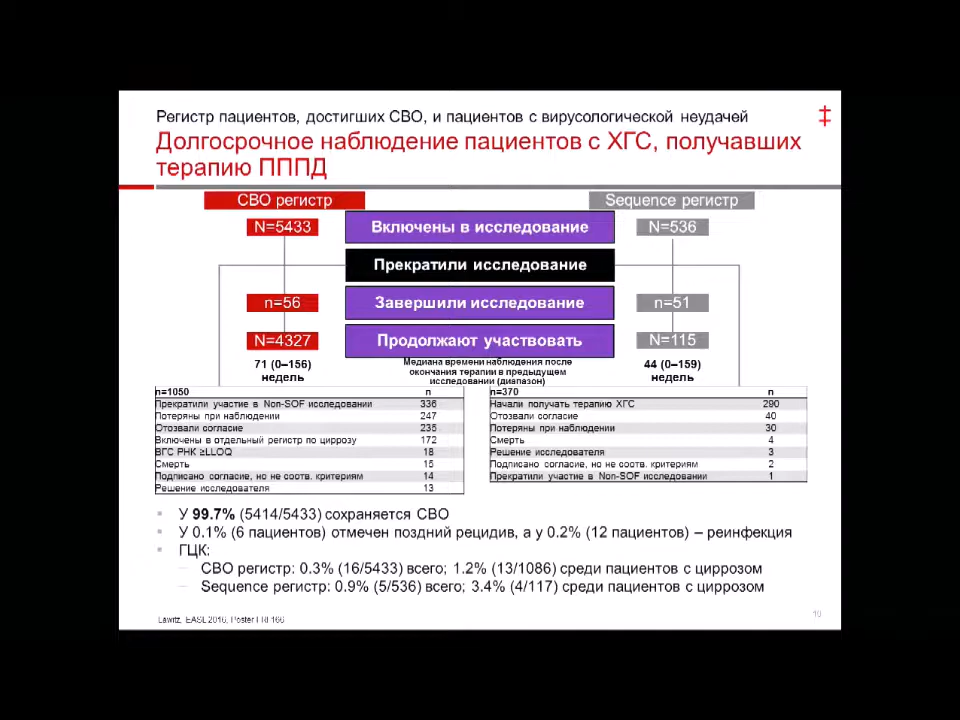 Регистр пациентов, достигших СВО, и пациентов с вирусологической неудачей
Долгосрочное наблюдение пациентов с ХГС, получавших
терапию ПППД
СВО регистр
Sequence регистр
N=5433
Включены в исследование
N=536
Прекратили исследование
n=56
Завершили исследование
n=51
N=4327
Продолжают участвовать
N=115
71 (0–156)
недель
Медиана времени наблюдения после
окончания терапии в предыдущем
исследовании (диапазон)
44 (0–159)
недель
n=1050 n
Прекратили участие в Non-SOF исследовании 336
Потеряны при наблюдении 247
Отозвали согласие 235
Включены в отдельный регистр по циррозу 172
ВГС РНК ≥LLOQ 18
Смерть 15
Подписано согласие, но не соотв. критериям 14
Решение исследователя 13
n=370 n
Начали получать терапию ХГС 290
Отозвали согласие 40
Потеряны при наблюдении 30
Смерть 4
Решение исследователя 3
Подписано согласие, но не соотв. критериям 2
Прекратили участие в Non-SOF исследовании 1
▪ У 99.7% (5414/5433) сохраняется СВО
▪ У 0.1% (6 пациентов) отмечен поздний рецидив, а у 0.2% (12 пациентов) – реинфекция
▪ ГЦК:
– СВО регистр: 0.3% (16/5433) всего; 1.2% (13/1086) среди пациентов с циррозом
– Sequence регистр: 0.9% (5/536) всего; 3.4% (4/117) среди пациентов с циррозом
Lawitz, EASL 2016, Poster FRI 166
10